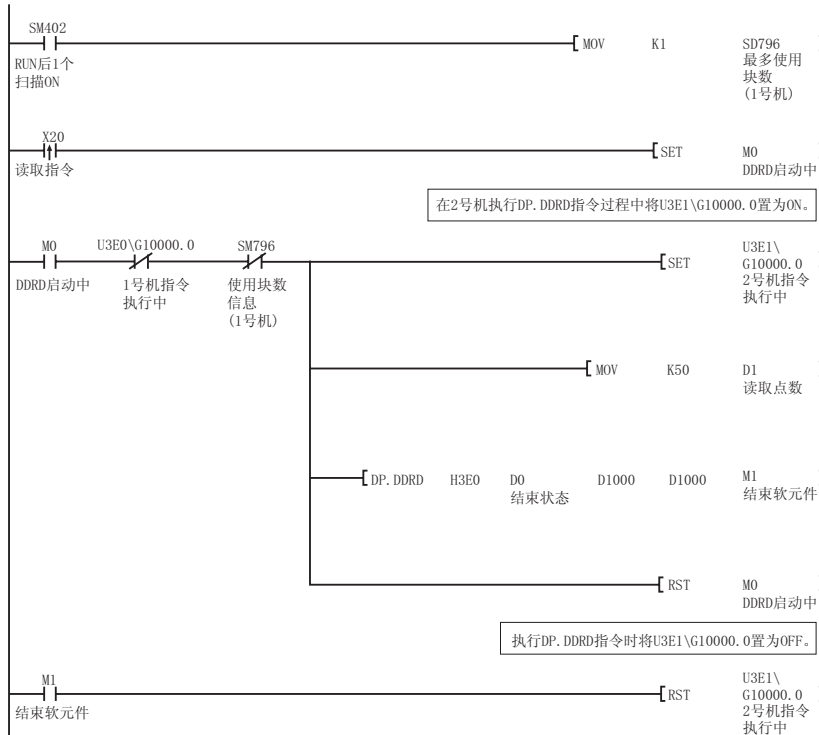 SM402
MOV K1 SD796
RUN后1个
扫描ON
最多使用
块数
(1号机)
X20
SET M0
读取指令
DDRD启动中
在2号机执行DP.DDRD指令过程中将U3E1\G10000.0置为ON。
M0 U3E0\G10000.0 SM796
DDRD启动中
1号机指令
执行中
使用块数
信息
(1号机)
SET
U3E1\
G10000.0
2号机指令
执行中
MOV K50 D1
读取点数
DP.DDRD H3E0 D0 D1000 D1000 M1
结束状态
结束软元件
RST M0
DDRD启动中
执行DP.DDRD指令时将U3E1\G10000.0置为OFF。
M1
结束软元件
RST
U3E1\
G10000.0
2号机指令
执行中